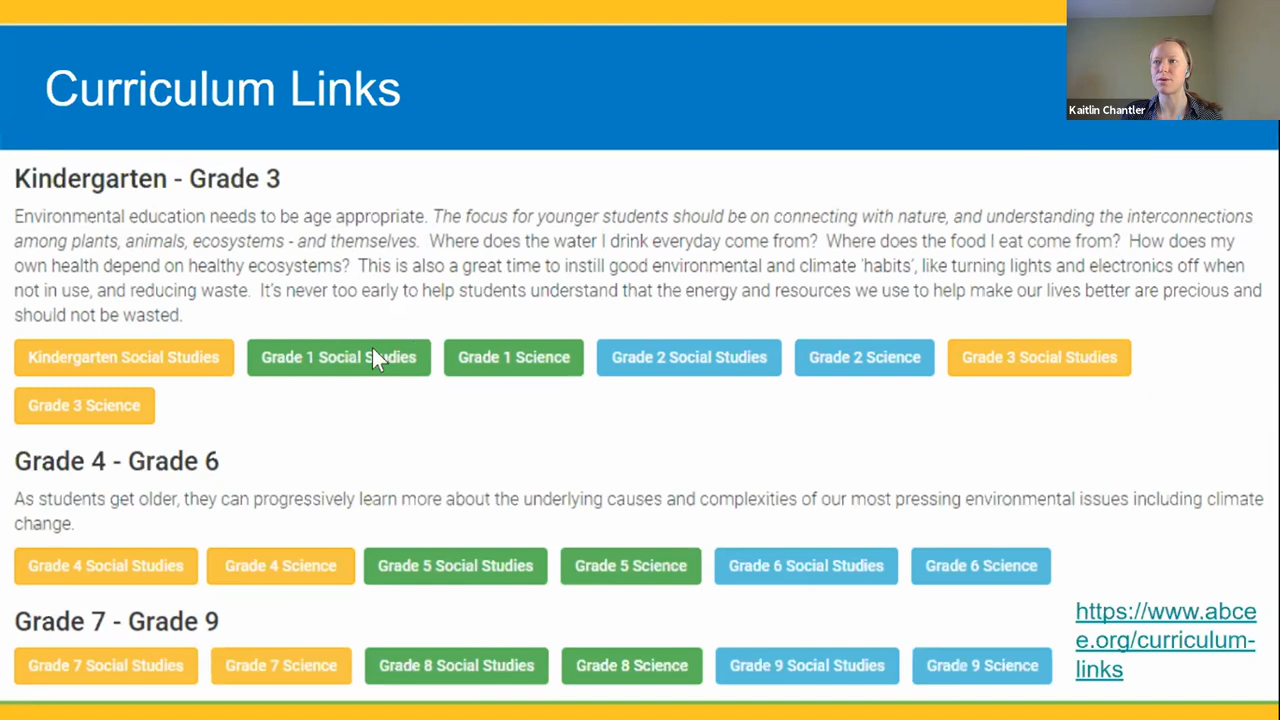 Curriculum Links
Kaitlin Chantler
Kindergarten - Grade 3
Environmental education needs to be age appropriate. The focus for younger students should be on connecting with nature, and understanding the interconnections
among plants, animals, ecosystems - and themselves. Where does the water I drink everyday come from? Where does the food I eat come from? How does my
own health depend on healthy ecosystems? This is also a great time to instill good environmental and climate 'habits', like turning lights and electronics off when
not in use, and reducing waste. It's never too early to help students understand that the energy and resources we use to help make our lives better are precious and
should not be wasted.
Kindergarten Social Studies Grade 1 Social Studies Grade 1 Science Grade 2 Social Studies Grade 2 Science Grade 3 Social Studies
Grade 3 Science
Grade 4 - Grade 6
As students get older, they can progressively learn more about the underlying causes and complexities of our most pressing environmental issues including climate
change.
Grade 4 Social Studies Grade 4 Science Grade 5 Social Studies Grade 5 Science Grade 6 Social Studies Grade 6 Science
Grade 7 - Grade 9
Grade 7 Social Studies Grade 7 Science Grade 8 Social Studies Grade 8 Science Grade 9 Social Studies Grade 9 Science
https://www.abce
e.org/curriculum-
links